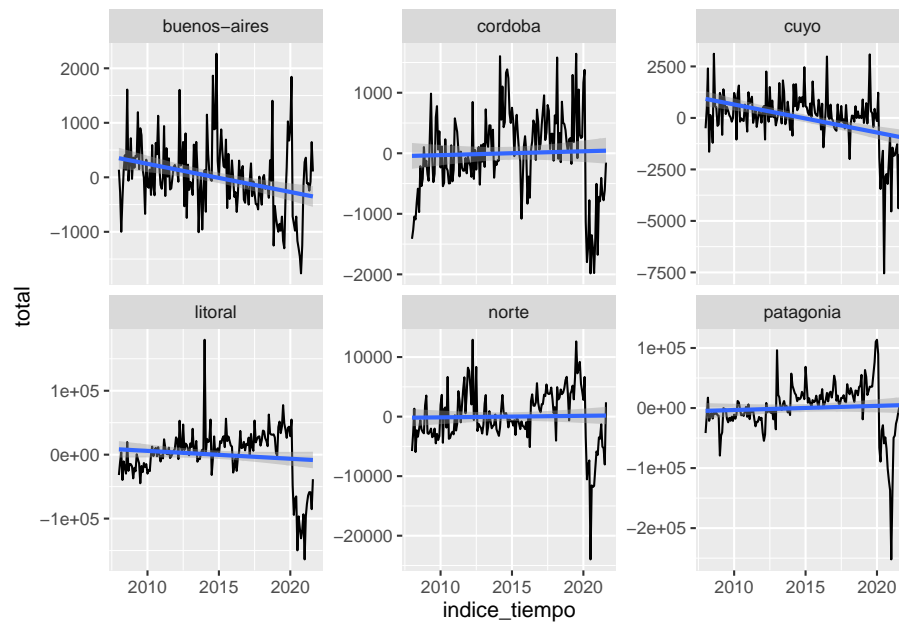 buenos−aires
cordoba
cuyo
2000
1000
0
−1000
1000
0
−1000
−2000
2500
0
−2500
−5000
−7500
litoral
norte
patagonia
1e+05
0e+00
−1e+05
10000
0
−10000
−20000
1e+05
0e+00
−1e+05
−2e+05
2010 2015 2020
2010 2015 2020
2010 2015 2020
indice_tiempo
total